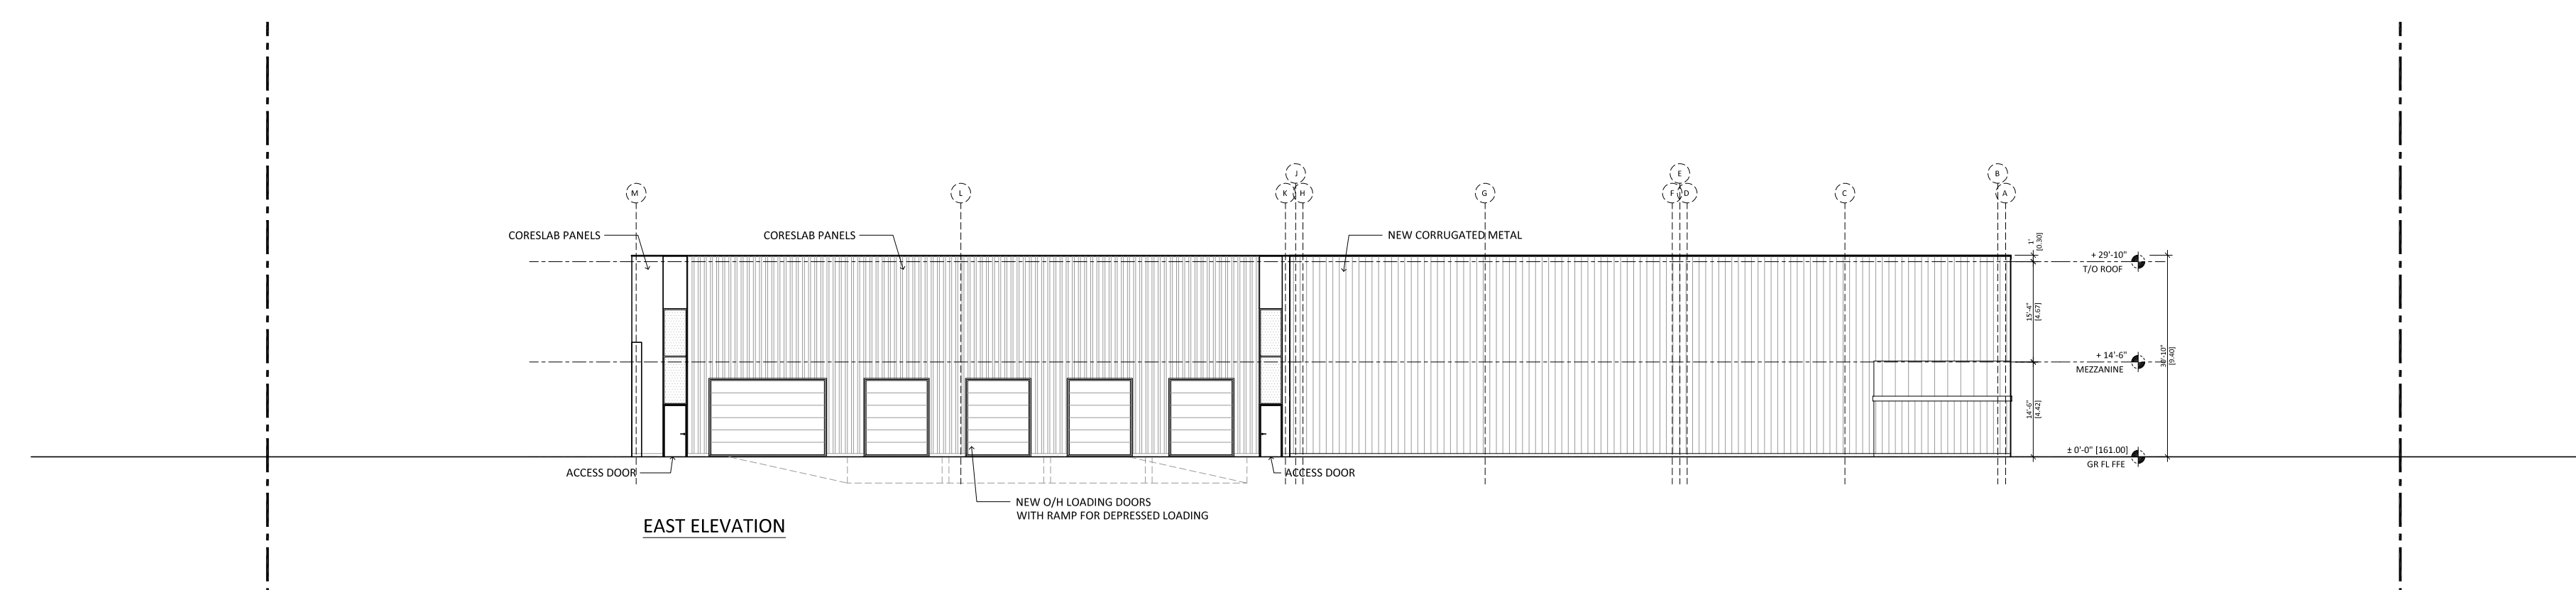 J
E
B
M
L
K
H
G
F
D
C
A
CORESLAB PANELS
CORESLAB PANELS
NEW CORRUGATED METAL
1'
[0.30]
+ 29'-10"
T/O ROOF
15'-4"
[4.67]
+ 14'-6"
MEZZANINE
30'-10"
[9.40]
14'-6"
[4.42]
± 0'-0" [161.00]
GR FL FFE
ACCESS DOOR
ACCESS DOOR
NEW O/H LOADING DOORS
WITH RAMP FOR DEPRESSED LOADING
EAST ELEVATION